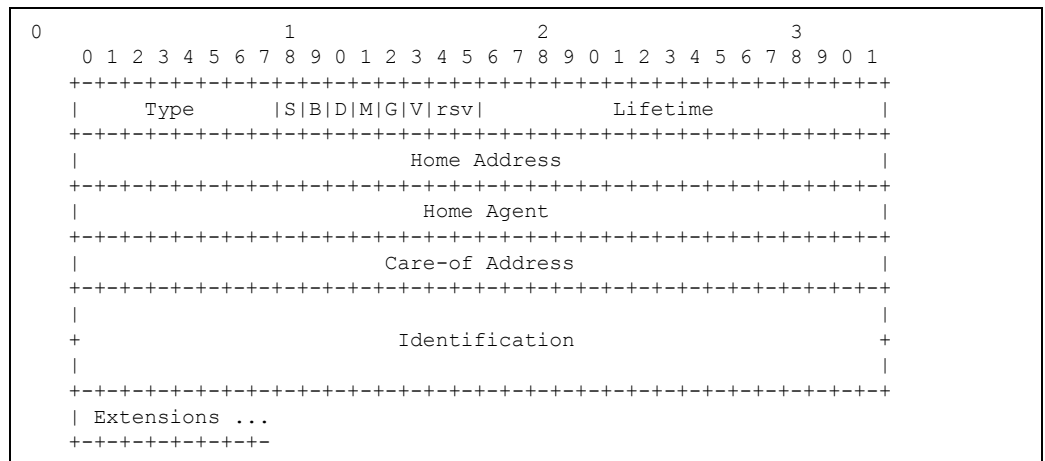 0                   1                   2                   3
    0 1 2 3 4 5 6 7 8 9 0 1 2 3 4 5 6 7 8 9 0 1 2 3 4 5 6 7 8 9 0 1
   +-+-+-+-+-+-+-+-+-+-+-+-+-+-+-+-+-+-+-+-+-+-+-+-+-+-+-+-+-+-+-+-+
   |     Type      |S|B|D|M|G|V|rsv|          Lifetime             |
   +-+-+-+-+-+-+-+-+-+-+-+-+-+-+-+-+-+-+-+-+-+-+-+-+-+-+-+-+-+-+-+-+
   |                          Home Address                         |
   +-+-+-+-+-+-+-+-+-+-+-+-+-+-+-+-+-+-+-+-+-+-+-+-+-+-+-+-+-+-+-+-+
   |                           Home Agent                          |
   +-+-+-+-+-+-+-+-+-+-+-+-+-+-+-+-+-+-+-+-+-+-+-+-+-+-+-+-+-+-+-+-+
   |                        Care-of Address                        |
   +-+-+-+-+-+-+-+-+-+-+-+-+-+-+-+-+-+-+-+-+-+-+-+-+-+-+-+-+-+-+-+-+
   |                                                               |
   +                         Identification                        +
   |                                                               |
   +-+-+-+-+-+-+-+-+-+-+-+-+-+-+-+-+-+-+-+-+-+-+-+-+-+-+-+-+-+-+-+-+
   | Extensions ...
   +-+-+-+-+-+-+-+-